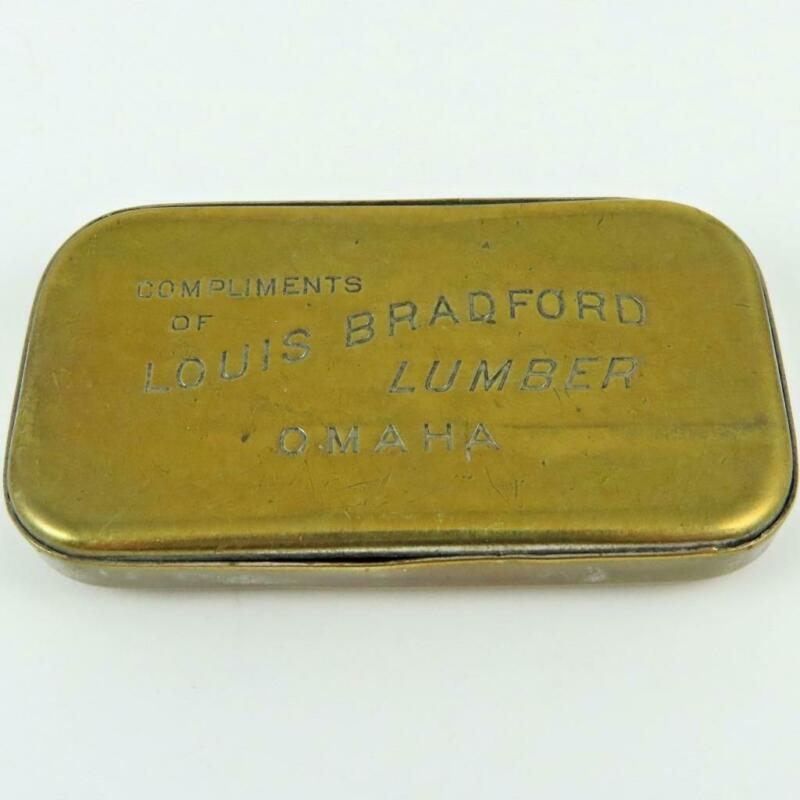 COMPLIMENTS
OF
LOUIS BRADFORD
LUMBER
OMAHA